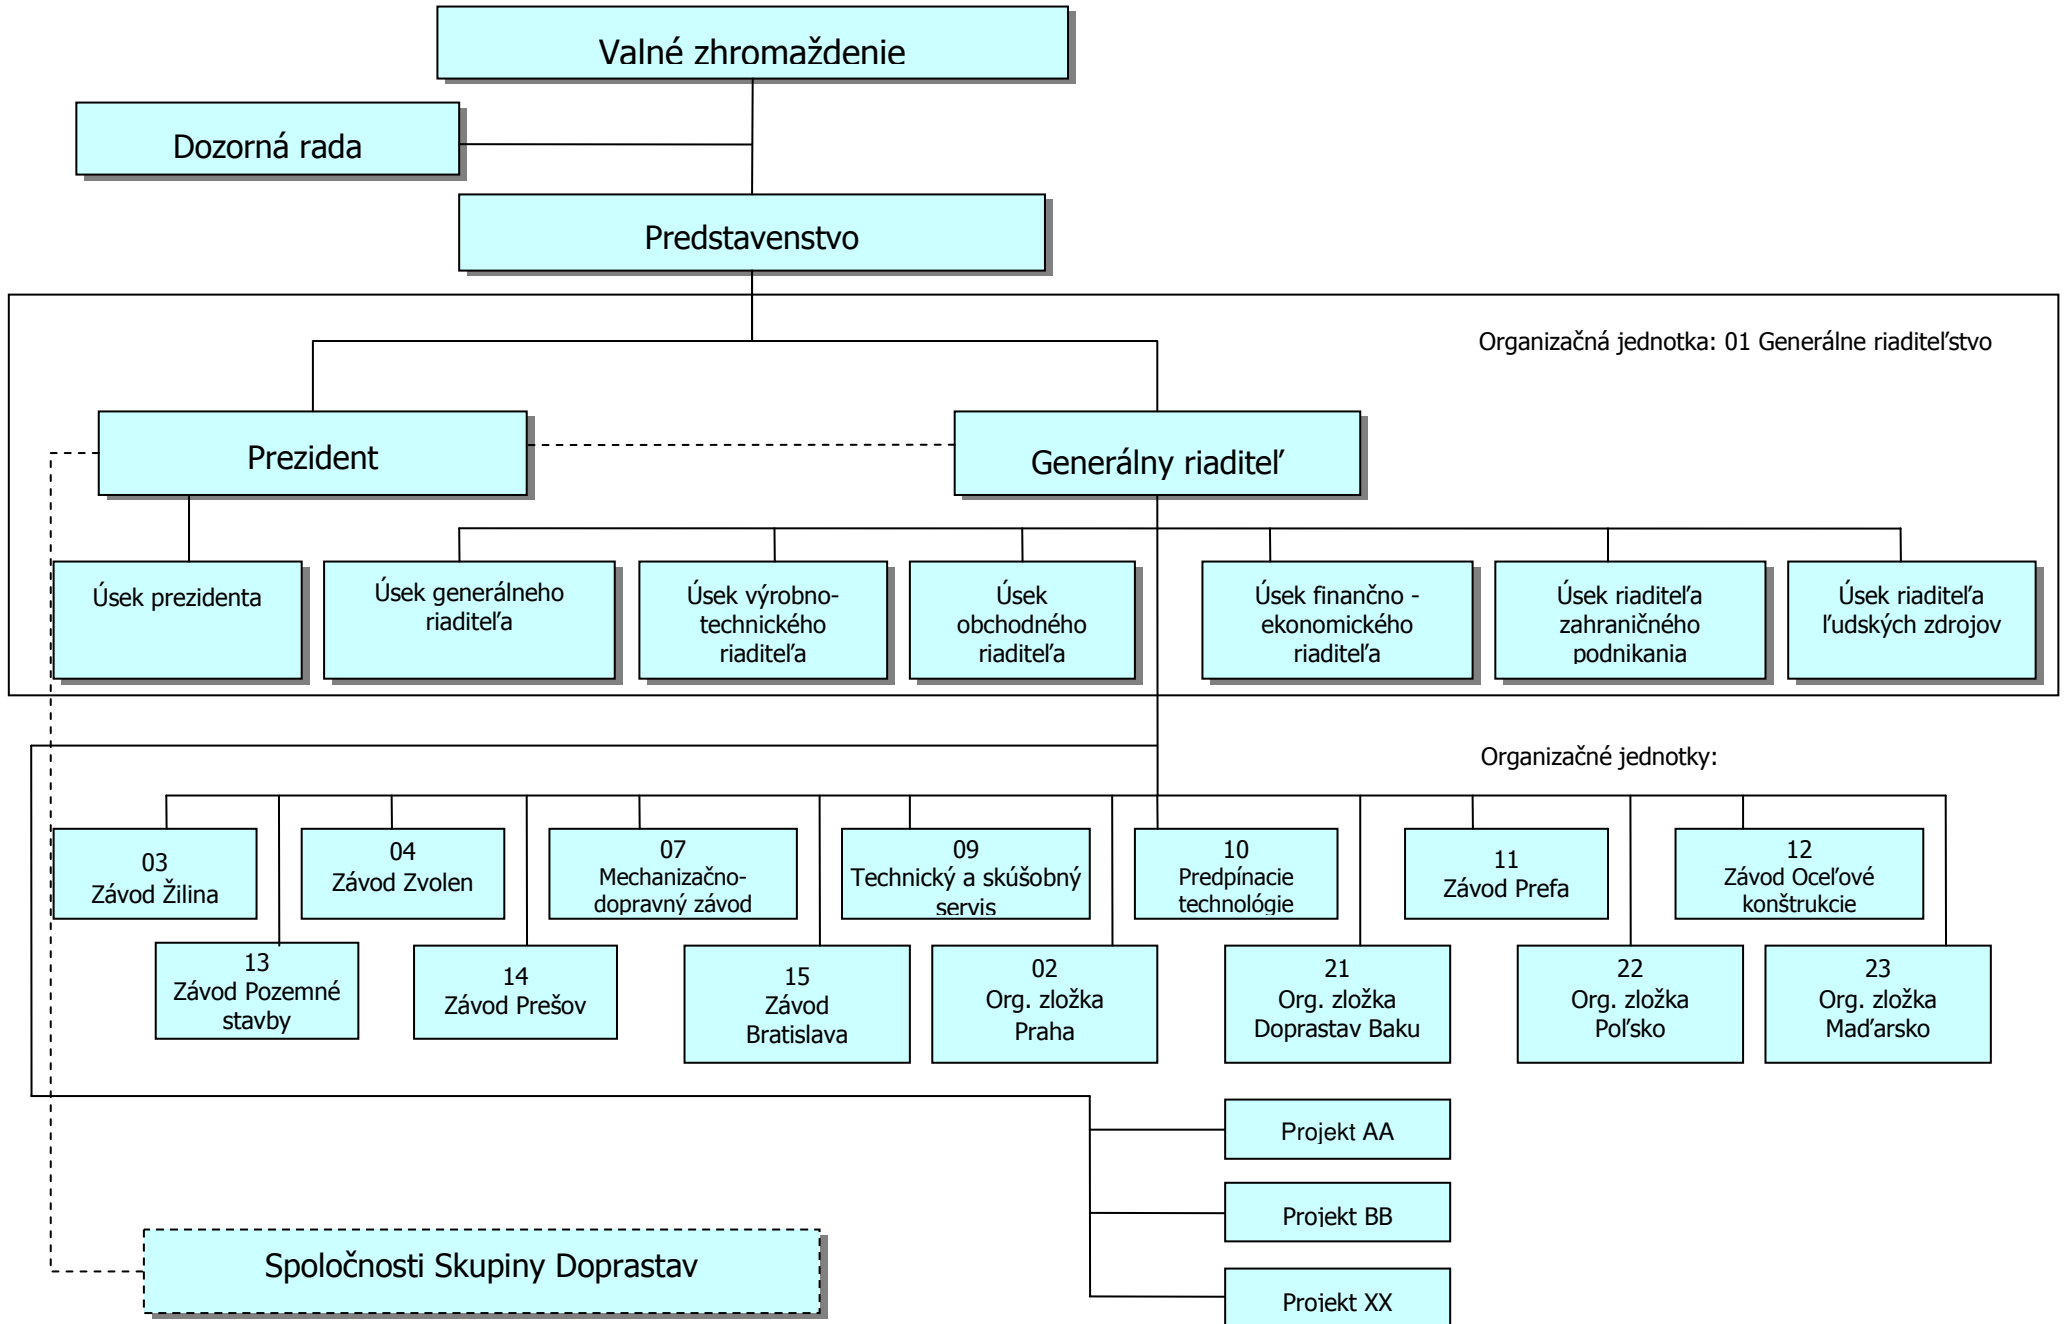 Valné zhromaždenie
Dozorná rada
Predstavenstvo
Organizačná jednotka: 01 Generálne riaditeľstvo
Prezident
Generálny riaditeľ
Úsek prezidenta
Úsek generálneho
riaditeľa
Úsek výrobno-
technického
riaditeľa
Úsek
obchodného
riaditeľa
Úsek finančno -
ekonomického
riaditeľa
Úsek riaditeľa
zahraničného
podnikania
Úsek riaditeľa
ľudských zdrojov
Organizačné jednotky:
03
Závod Žilina
04
Závod Zvolen
07
Mechanizačno-
dopravný závod
09
Technický a skúšobný
servis
10
Predpínacie
technológie
11
Závod Prefa
12
Závod Oceľové
konštrukcie
13
Závod Pozemné
stavby
14
Závod Prešov
15
Závod
Bratislava
02
Org. zložka
Praha
21
Org. zložka
Doprastav Baku
22
Org. zložka
Poľsko
23
Org. zložka
Maďarsko
Projekt AA
Projekt BB
Projekt XX
Spoločnosti Skupiny Doprastav